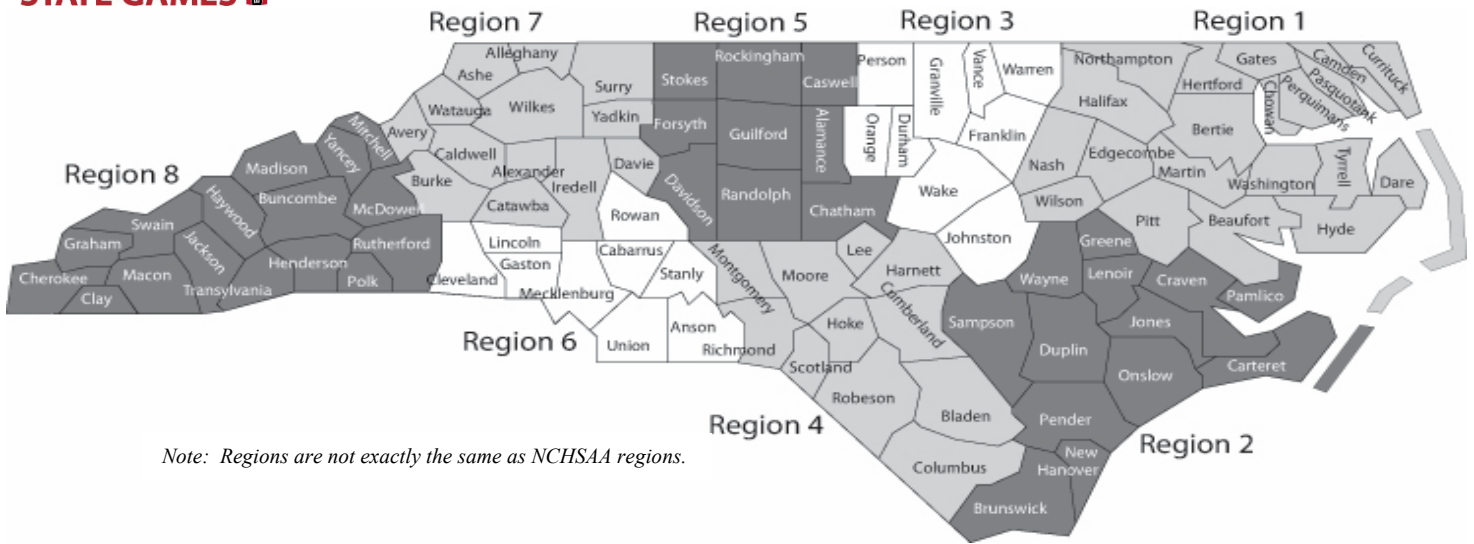 STATE GAMES
Region 7
Region 5
Region 3
Region 1
Region 8
Region 6
Region 4
Region 2
Alleghany
Ashe
Surry
Stokes
Rockingham
Caswell
Person
Granville
Vance
Warren
Northampton
Gates
Camden
Currituck
Pasquotank
Perquimans
Chowan
Hertford
Halifax
Bertie
Watauga
Wilkes
Yadkin
Forsyth
Guilford
Alamance
Orange
Durham
Franklin
Nash
Edgecombe
Martin
Washington
Tyrrell
Dare
Mitchell
Avery
Yancey
Madison
Caldwell
Alexander
Iredell
Davie
Davidson
Randolph
Chatham
Wake
Wilson
Pitt
Beaufort
Hyde
Burke
Catawba
Rowan
Haywood
Buncombe
McDowell
Swain
Graham
Jackson
Rutherford
Lincoln
Cabarrus
Stanly
Montgomery
Moore
Lee
Harnett
Johnston
Wayne
Greene
Lenoir
Craven
Pamlico
Cherokee
Macon
Clay
Transylvania
Henderson
Polk
Cleveland
Gaston
Mecklenburg
Union
Anson
Richmond
Scotland
Hoke
Cumberland
Sampson
Duplin
Jones
Onslow
Carteret
Robeson
Bladen
Pender
Columbus
New
Hanover
Brunswick
Note: Regions are not exactly the same as NCHSAA regions.